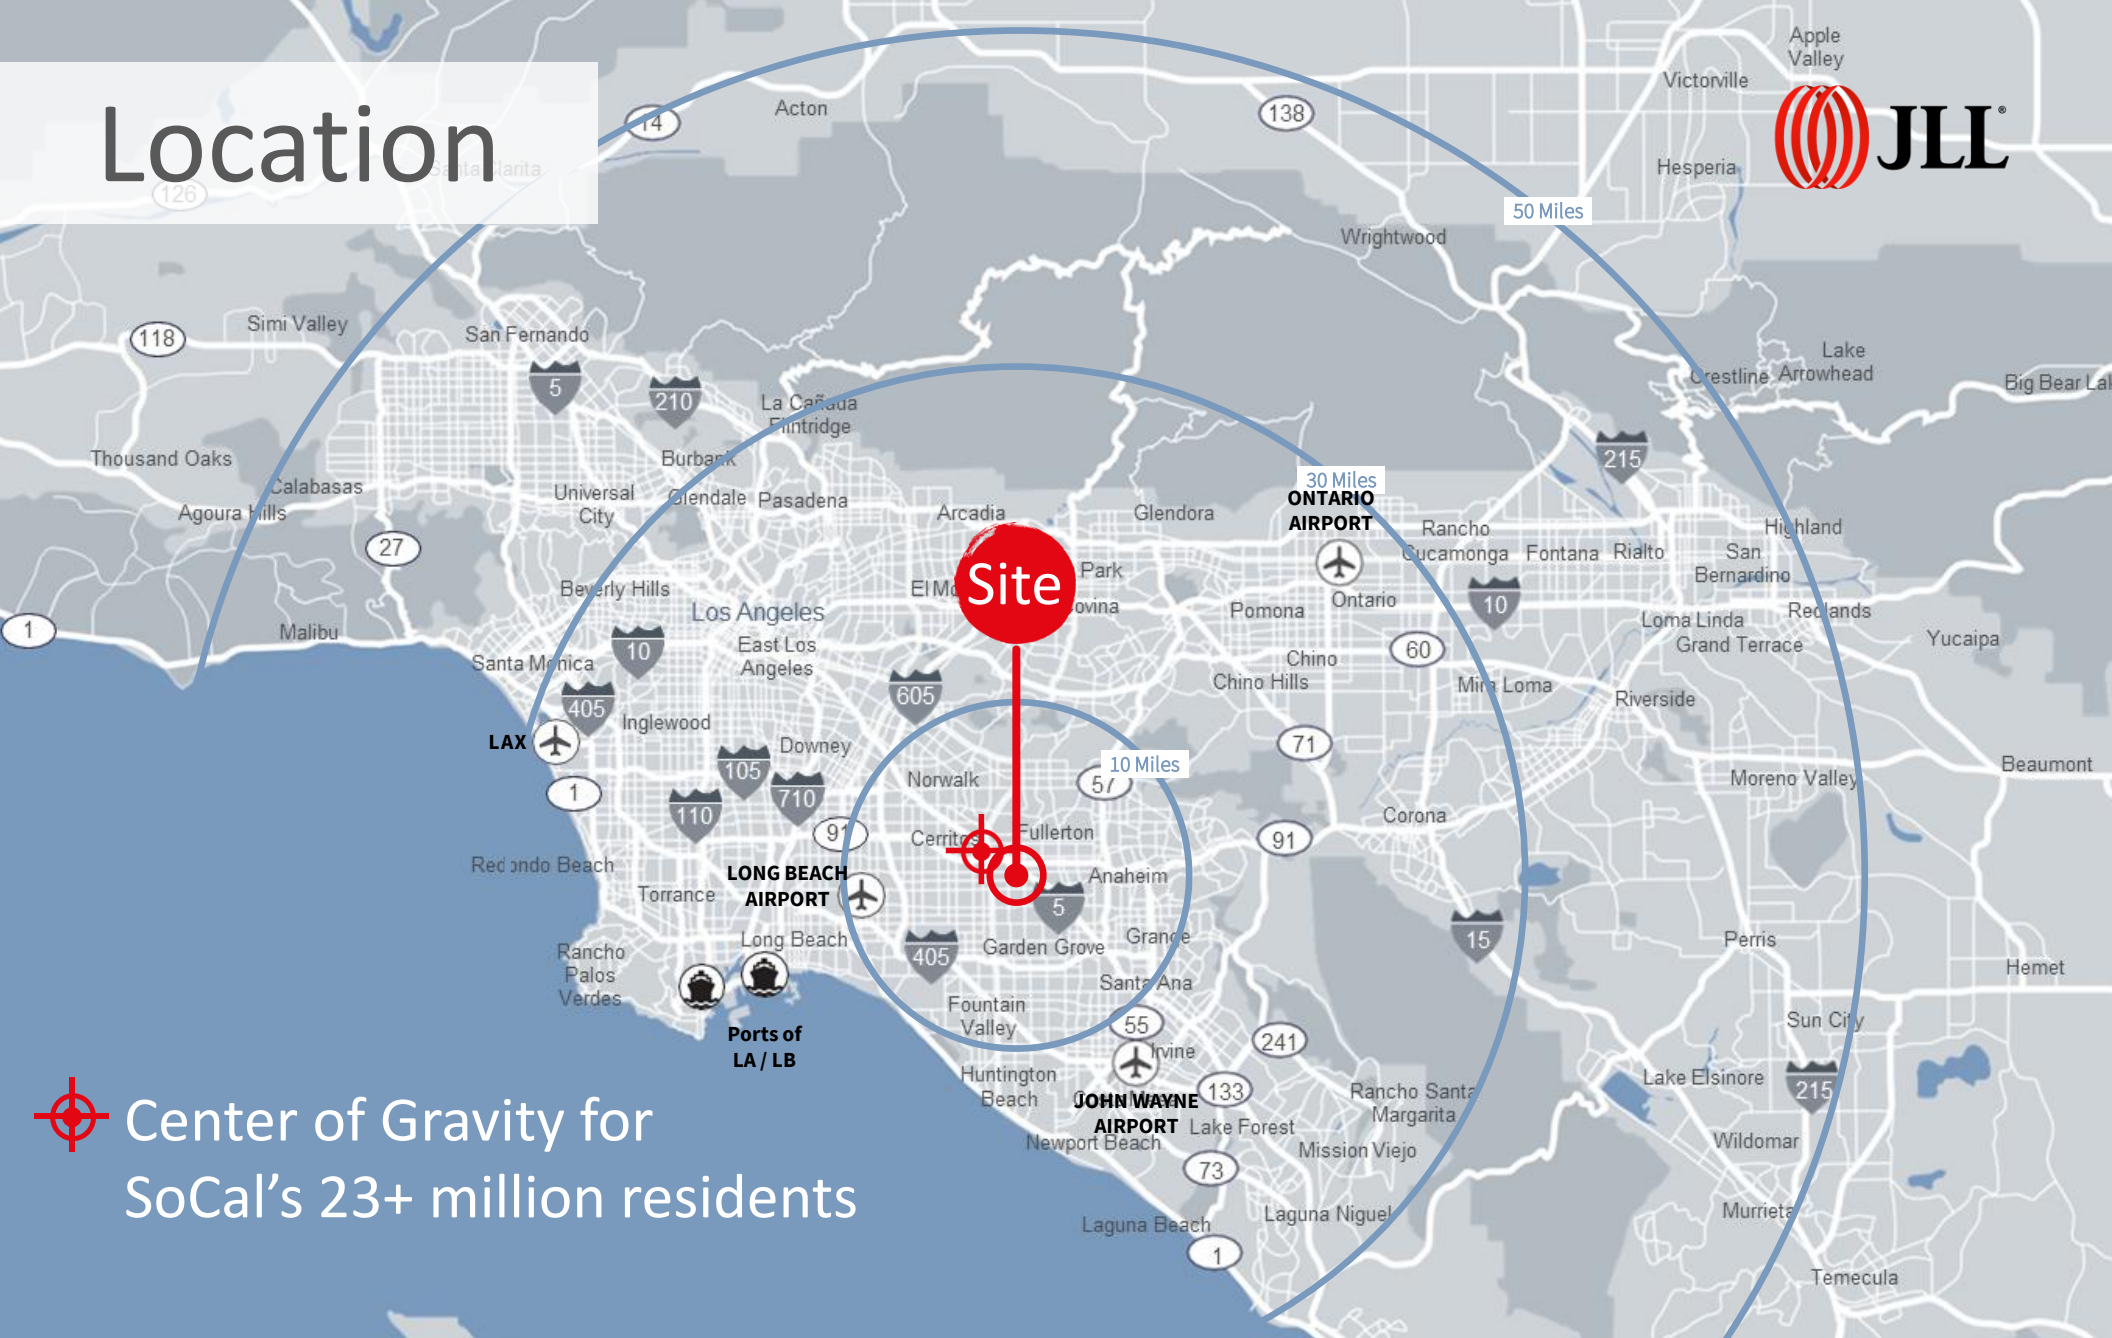 Apple
Valley
Victorville
Location
14
Acton
138
JLL
Santa Clarita
126
Hesperia
50 Miles
Wrightwood
Simi Valley
118
San Fernando
Lake
Arrowhead
Crestline
Big Bear Lak
5
210
La Cañada
Flintridge
215
Thousand Oaks
Burbank
Calabasas
Universal
City
Glendale
Pasadena
30 Miles
ONTARIO
AIRPORT
Agoura Hills
Arcadia
Glendora
Rancho
Cucamonga
Fontana
Rialto
Highland
San
Bernardino
27
Site
Park
ovina
El Mo
Beverly Hills
Los Angeles
Pomona
Ontario
10
Loma Linda
Redlands
Grand Terrace
Yucaipa
1
Malibu
Santa Monica
10
East Los
Angeles
Chino
60
Chino Hills
Mira Loma
Riverside
405
605
Inglewood
LAX
Downey
71
105
710
Norwalk
57
10 Miles
Moreno Valley
Beaumont
1
110
91
Cerritos
Fullerton
91
Corona
Redondo Beach
LONG BEACH
AIRPORT
Torrance
Anaheim
5
Long Beach
405
Garden Grove
Grange
15
Perris
Rancho
Palos
Verdes
Santa Ana
Hemet
Fountain
Valley
Ports of
LA / LB
55
Irvine
241
Sun City
Huntington
Beach
JOHN WAYNE
AIRPORT
133
Rancho Santa
Margarita
Lake Elsinore
215
Newport Beach
Lake Forest
Mission Viejo
Wildomar
73
Center of Gravity for
SoCal's 23+ million residents
Laguna Beach
Laguna Niguel
Murrieta
1
Temecula